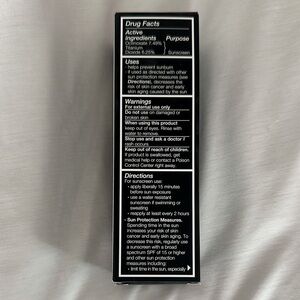 Drug Facts
Active
Ingredients Purpose
Octinoxate 7.49%
Titanium
Dioxide 6.25% Sunscreen
Uses
helps prevent sunburn
if used as directed with other
sun protection measures (see
Directions), decreases the
risk of skin cancer and early
skin aging caused by the sun
Warnings
For external use only
Do not use on damaged or
broken skin
When using this product
keep out of eyes. Rinse with
water to remove.
Stop use and ask a doctor if
rash occurs.
Keep out of reach of children.
If product is swallowed, get
medical help or contact a Poison
Control Center right away.
Directions
For sunscreen use:
• apply liberally 15 minutes
before sun exposure
• use a water resistant
sunscreen if swimming or
sweating
• reapply at least every 2 hours
• Sun Protection Measures.
Spending time in the sun
increases your risk of skin
cancer and early skin aging. To
decrease this risk, regularly use
a sunscreen with a broad
spectrum SPF of 15 or higher
and other sun protection
measures including:
• limit time in the sun, especially